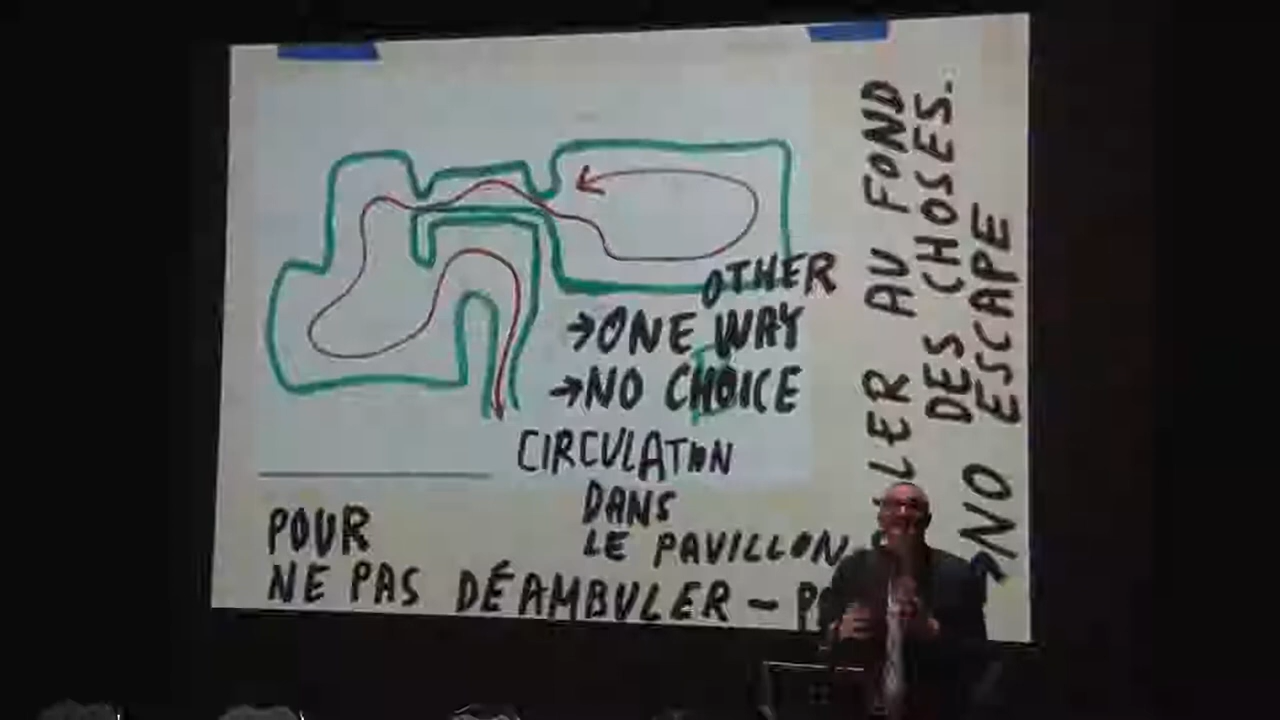 OTHER
→ONE WAY
→NO CHOICE
CIRCULATION
DANS
LE PAVILLON
POUR
NE PAS DÉAMBULER –
AU FOND
DES CHOSES.
→NO ESCAPE